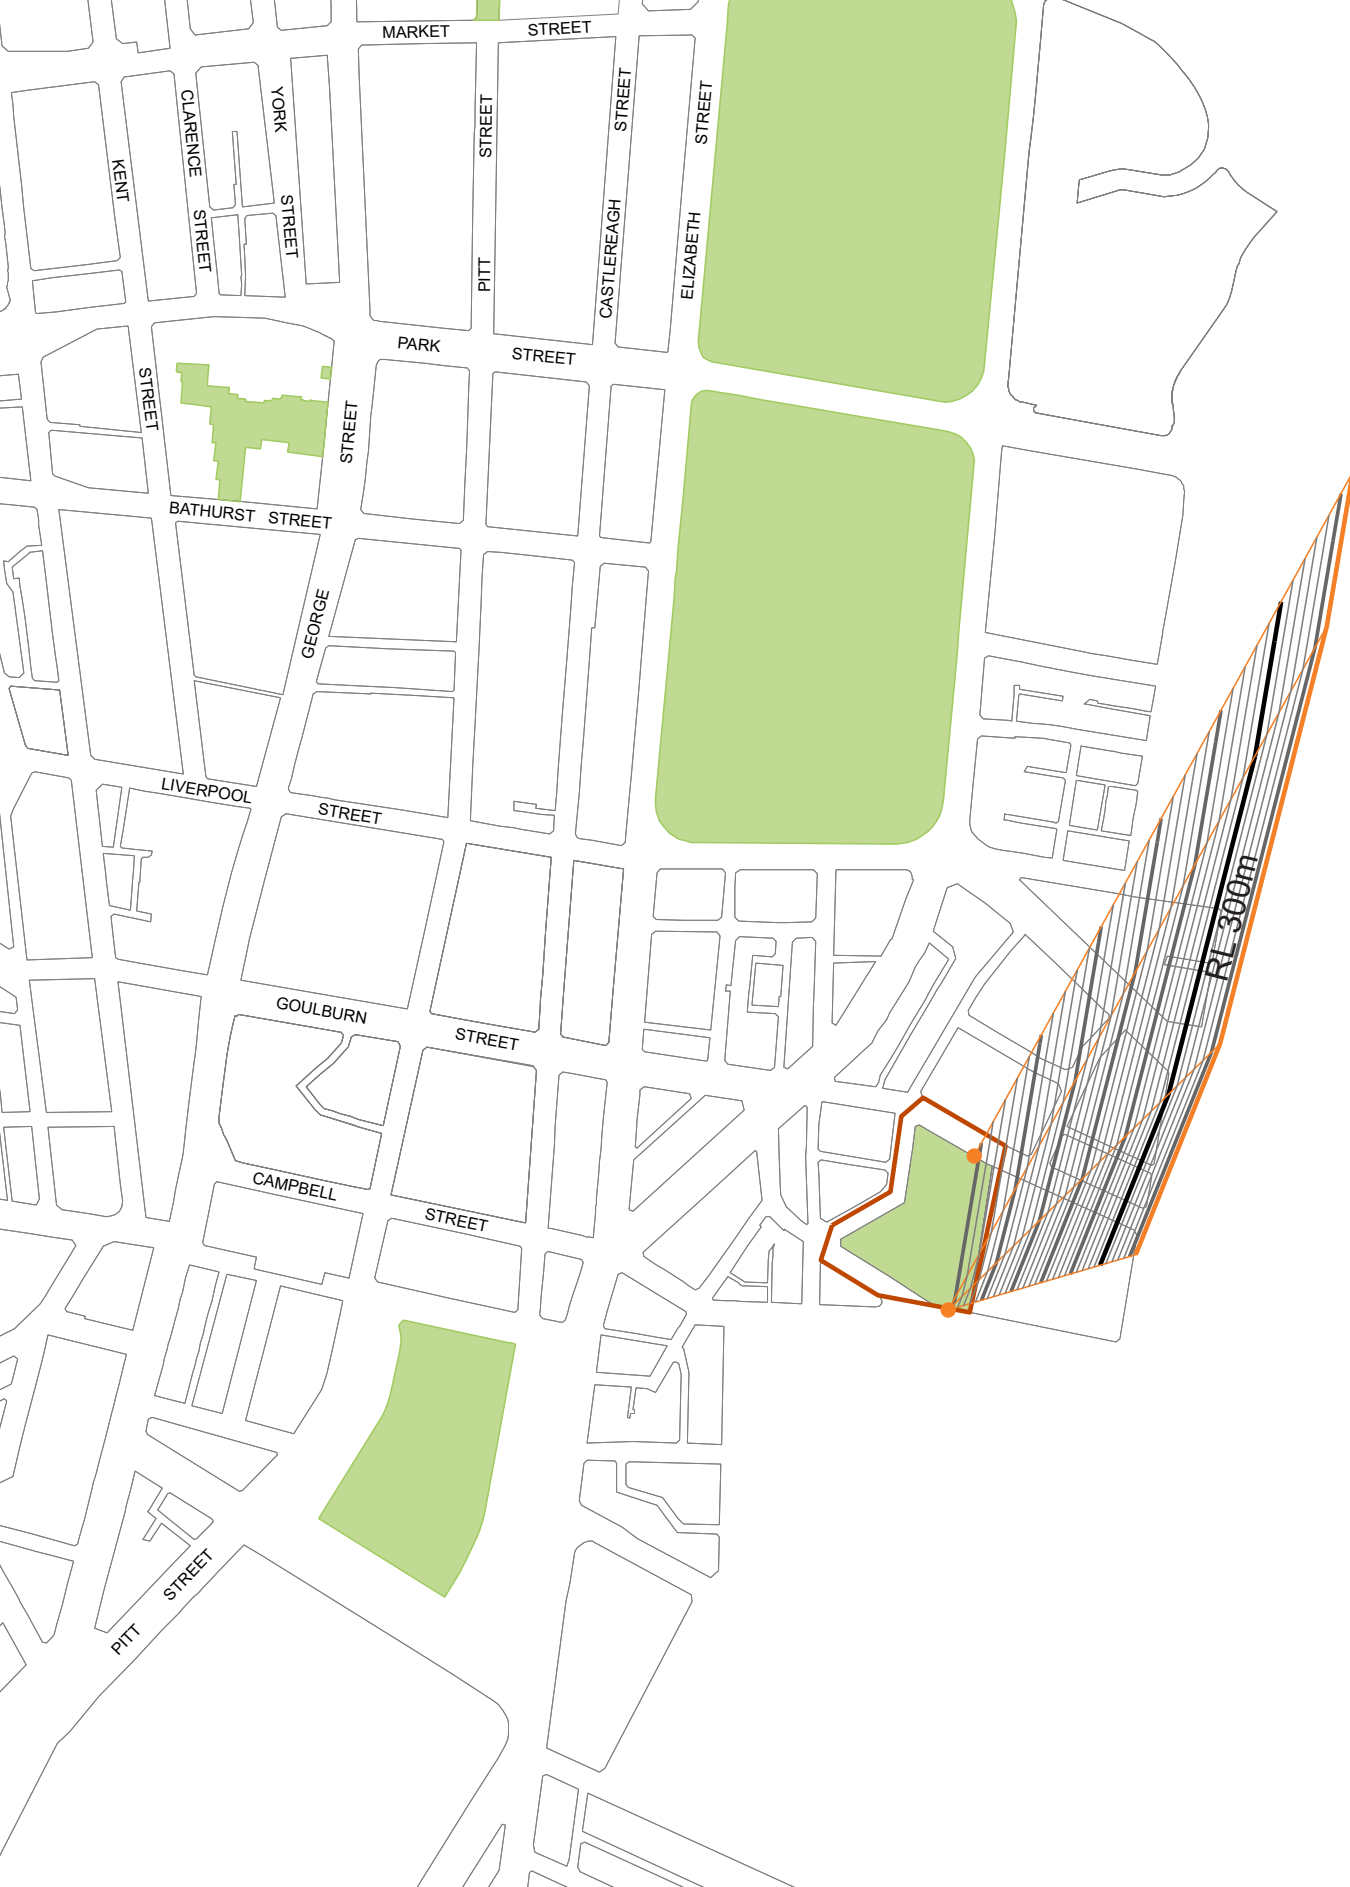 MARKET STREET
CLARENCE STREET
YORK STREET
KENT STREET
STREET PITT
CASTLEREAGH STREET
ELIZABETH STREET
PARK STREET
BATHURST STREET
GEORGE STREET
LIVERPOOL STREET
RL 300m
GOULBURN STREET
CAMPBELL STREET
PITT STREET